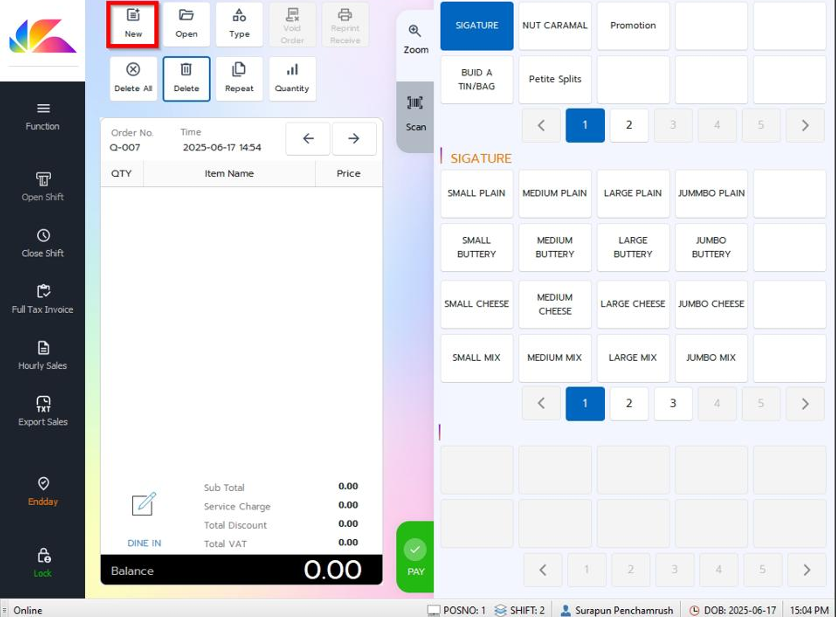 New
Open
Type
Void
Order
Reprint
Receive
Delete All
Delete
Repeat
Quantity
Zoom
Scan
Function
Open Shift
Close Shift
Full Tax Invoice
Hourly Sales
TXT
Export Sales
Endday
Lock
Order No.
Q-007
Time
2025-06-17 14:54
QTY
Item Name
Price
Sub Total
0.00
Service Charge
0.00
Total Discount
0.00
Total VAT
0.00
DINE IN
Balance
0.00
PAY
SIGATURE
NUT CARAMAL
Promotion
BUID A
TIN/BAG
Petite Splits
1
2
3
4
5
SIGATURE
SMALL PLAIN
MEDIUM PLAIN
LARGE PLAIN
JUMMBO PLAIN
SMALL
BUTTERY
MEDIUM
BUTTERY
LARGE
BUTTERY
JUMBO
BUTTERY
SMALL CHEESE
MEDIUM
CHEESE
LARGE CHEESE
JUMBO CHEESE
SMALL MIX
MEDIUM MIX
LARGE MIX
JUMBO MIX
1
2
3
4
5
1
2
3
4
5
Online
POSNO: 1
SHIFT: 2
Surapun Penchamrush
DOB: 2025-06-17
15:04 PM